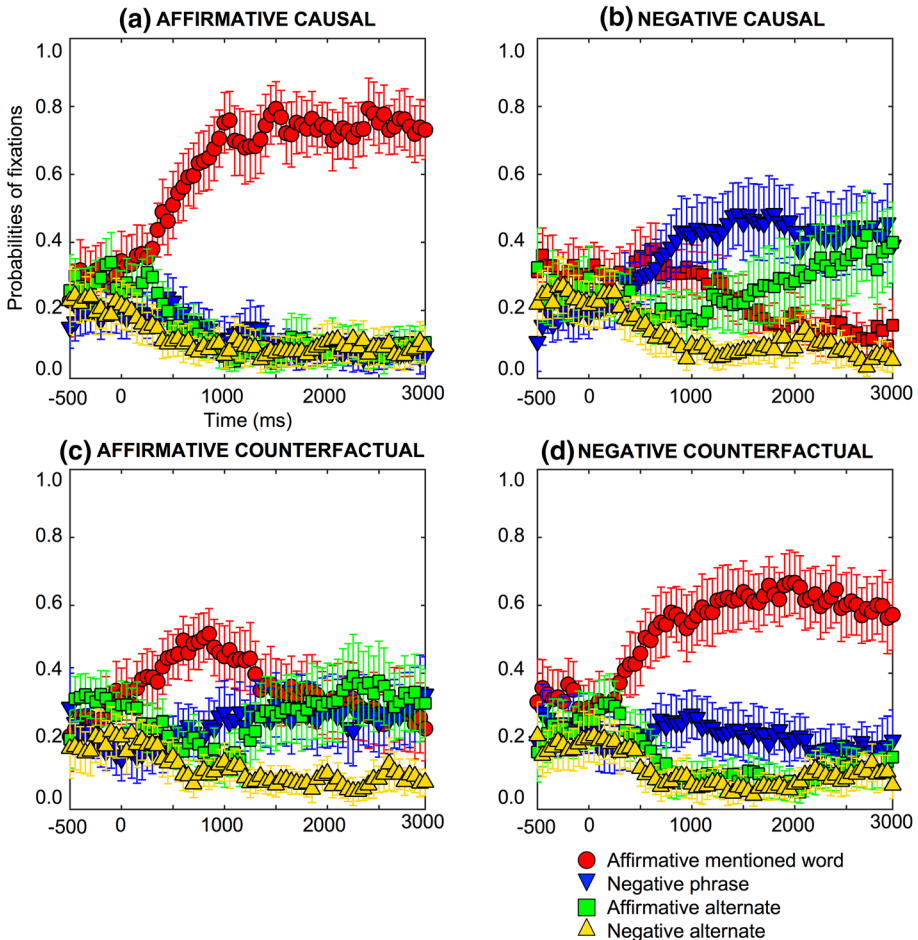 (a) AFFIRMATIVE CAUSAL
(b) NEGATIVE CAUSAL
Probabilities of fixations
1.0
0.8
0.6
0.4
0.2
0.0
-500 0 1000 2000 3000
Time (ms)
1.0
0.8
0.6
0.4
0.2
0.0
-500 0 1000 2000 3000
(c) AFFIRMATIVE COUNTERFACTUAL
(d) NEGATIVE COUNTERFACTUAL
1.0
0.8
0.6
0.4
0.2
0.0
-500 0 1000 2000 3000
1.0
0.8
0.6
0.4
0.2
0.0
-500 0 1000 2000 3000
Affirmative mentioned word
Negative phrase
Affirmative alternate
Negative alternate